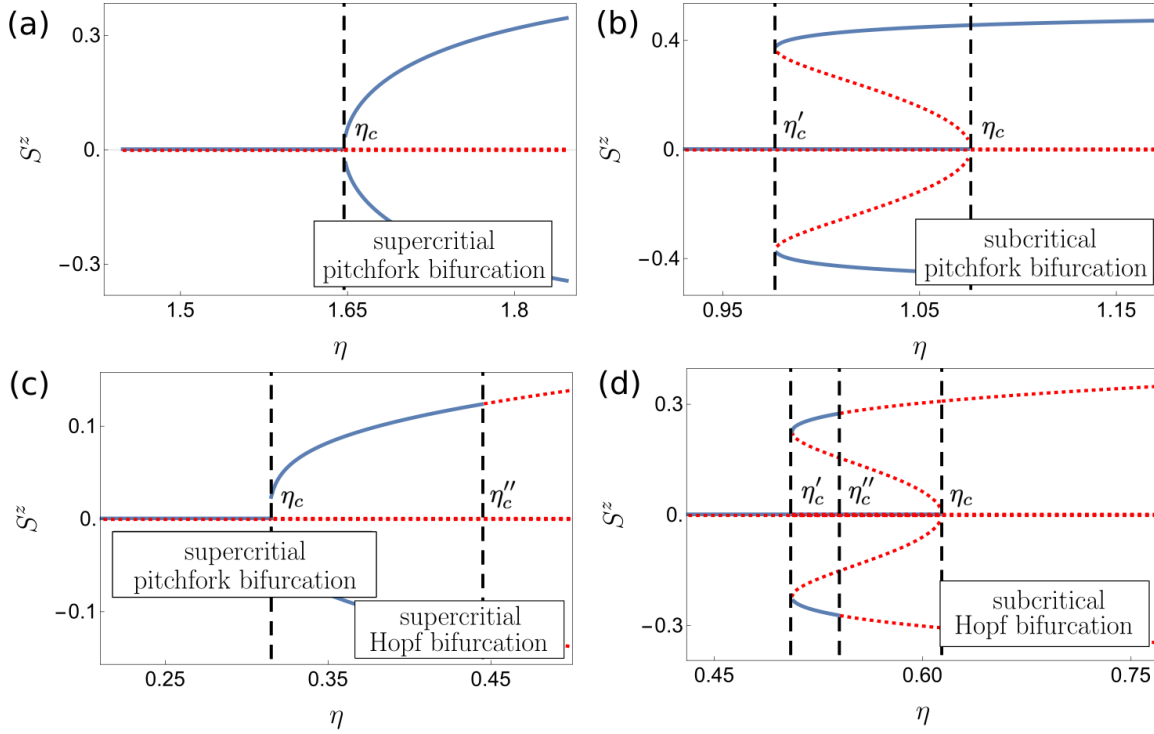 (a)
0.3
0.
−0.3
S^z
η_c
supercritial
pitchfork bifurcation
1.5
1.65
1.8
η
(b)
0.4
0.
−0.4
S^z
η′_c
η_c
subcritical
pitchfork bifurcation
0.95
1.05
1.15
η
(c)
0.1
0.
−0.1
S^z
η_c
η″_c
supercritial
pitchfork bifurcation
supercritial
Hopf bifurcation
0.25
0.35
0.45
η
(d)
0.3
0.
−0.3
S^z
η′_c
η″_c
η_c
subcritical
Hopf bifurcation
0.45
0.60
0.75
η